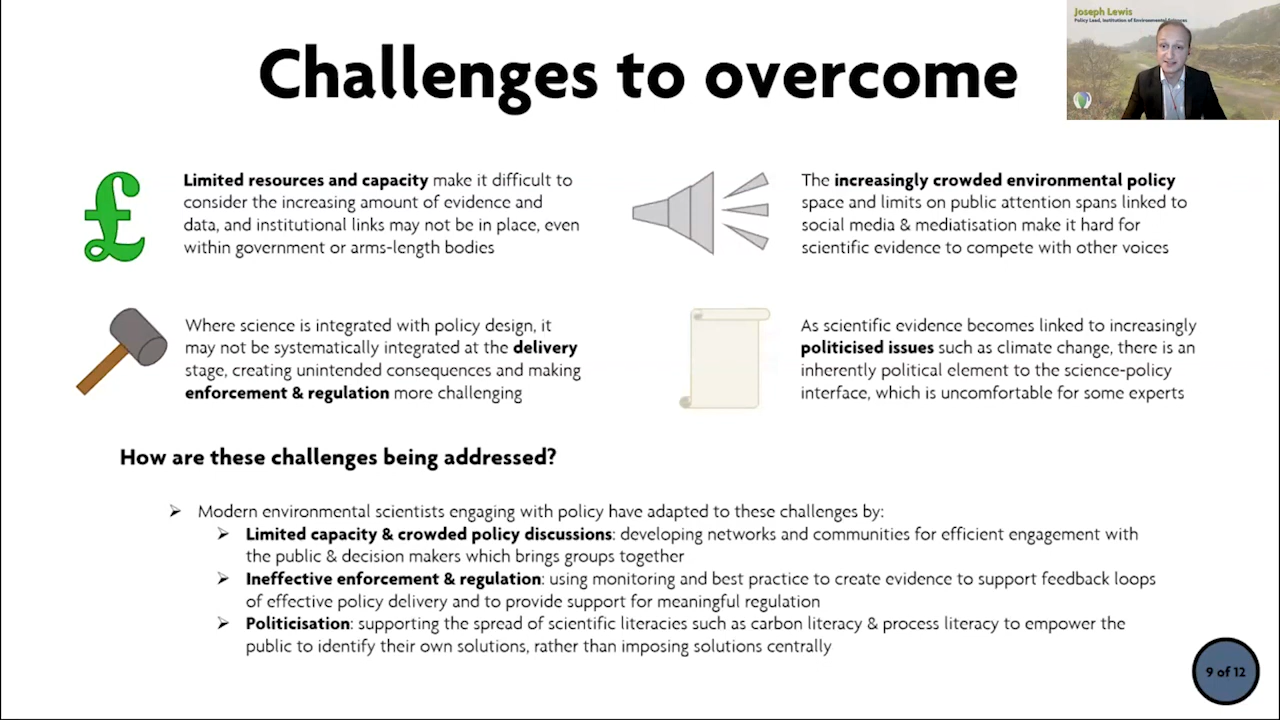 Joseph Lewis
Policy Lead, Institution of Environmental Sciences
Challenges to overcome
Limited resources and capacity make it difficult to
consider the increasing amount of evidence and
data, and institutional links may not be in place, even
within government or arms-length bodies
The increasingly crowded environmental policy
space and limits on public attention spans linked to
social media & mediatisation make it hard for
scientific evidence to compete with other voices
Where science is integrated with policy design, it
may not be systematically integrated at the delivery
stage, creating unintended consequences and making
enforcement & regulation more challenging
As scientific evidence becomes linked to increasingly
politicised issues such as climate change, there is an
inherently political element to the science-policy
interface, which is uncomfortable for some experts
How are these challenges being addressed?
Modern environmental scientists engaging with policy have adapted to these challenges by:
Limited capacity & crowded policy discussions: developing networks and communities for efficient engagement with
the public & decision makers which brings groups together
Ineffective enforcement & regulation: using monitoring and best practice to create evidence to support feedback loops
of effective policy delivery and to provide support for meaningful regulation
Politicisation: supporting the spread of scientific literacies such as carbon literacy & process literacy to empower the
public to identify their own solutions, rather than imposing solutions centrally
9 of 12